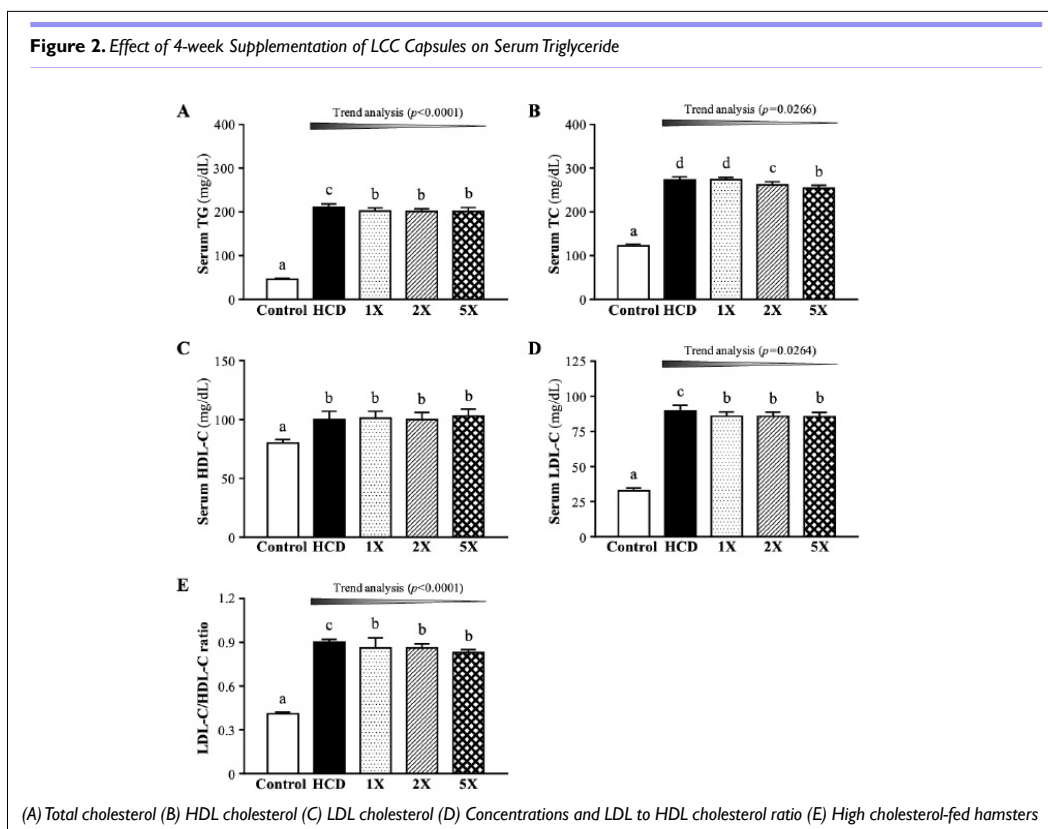 Figure 2. Effect of 4-week Supplementation of LCC Capsules on Serum Triglyceride
A
Trend analysis (p<0.0001)
Serum TG (mg/dL)
400
300
200
100
0
a
c
b
b
b
Control HCD 1X 2X 5X
B
Trend analysis (p=0.0266)
Serum TC (mg/dL)
400
300
200
100
0
a
d
d
c
b
Control HCD 1X 2X 5X
C
Serum HDL-C (mg/dL)
150
100
50
0
a
b
b
b
b
Control HCD 1X 2X 5X
D
Trend analysis (p=0.0264)
Serum LDL-C (mg/dL)
125
100
75
50
25
0
a
c
b
b
b
Control HCD 1X 2X 5X
E
Trend analysis (p<0.0001)
LDL-C/HDL-C ratio
1.2
0.9
0.6
0.3
0
a
c
b
b
b
Control HCD 1X 2X 5X
(A) Total cholesterol (B) HDL cholesterol (C) LDL cholesterol (D) Concentrations and LDL to HDL cholesterol ratio (E) High cholesterol-fed hamsters